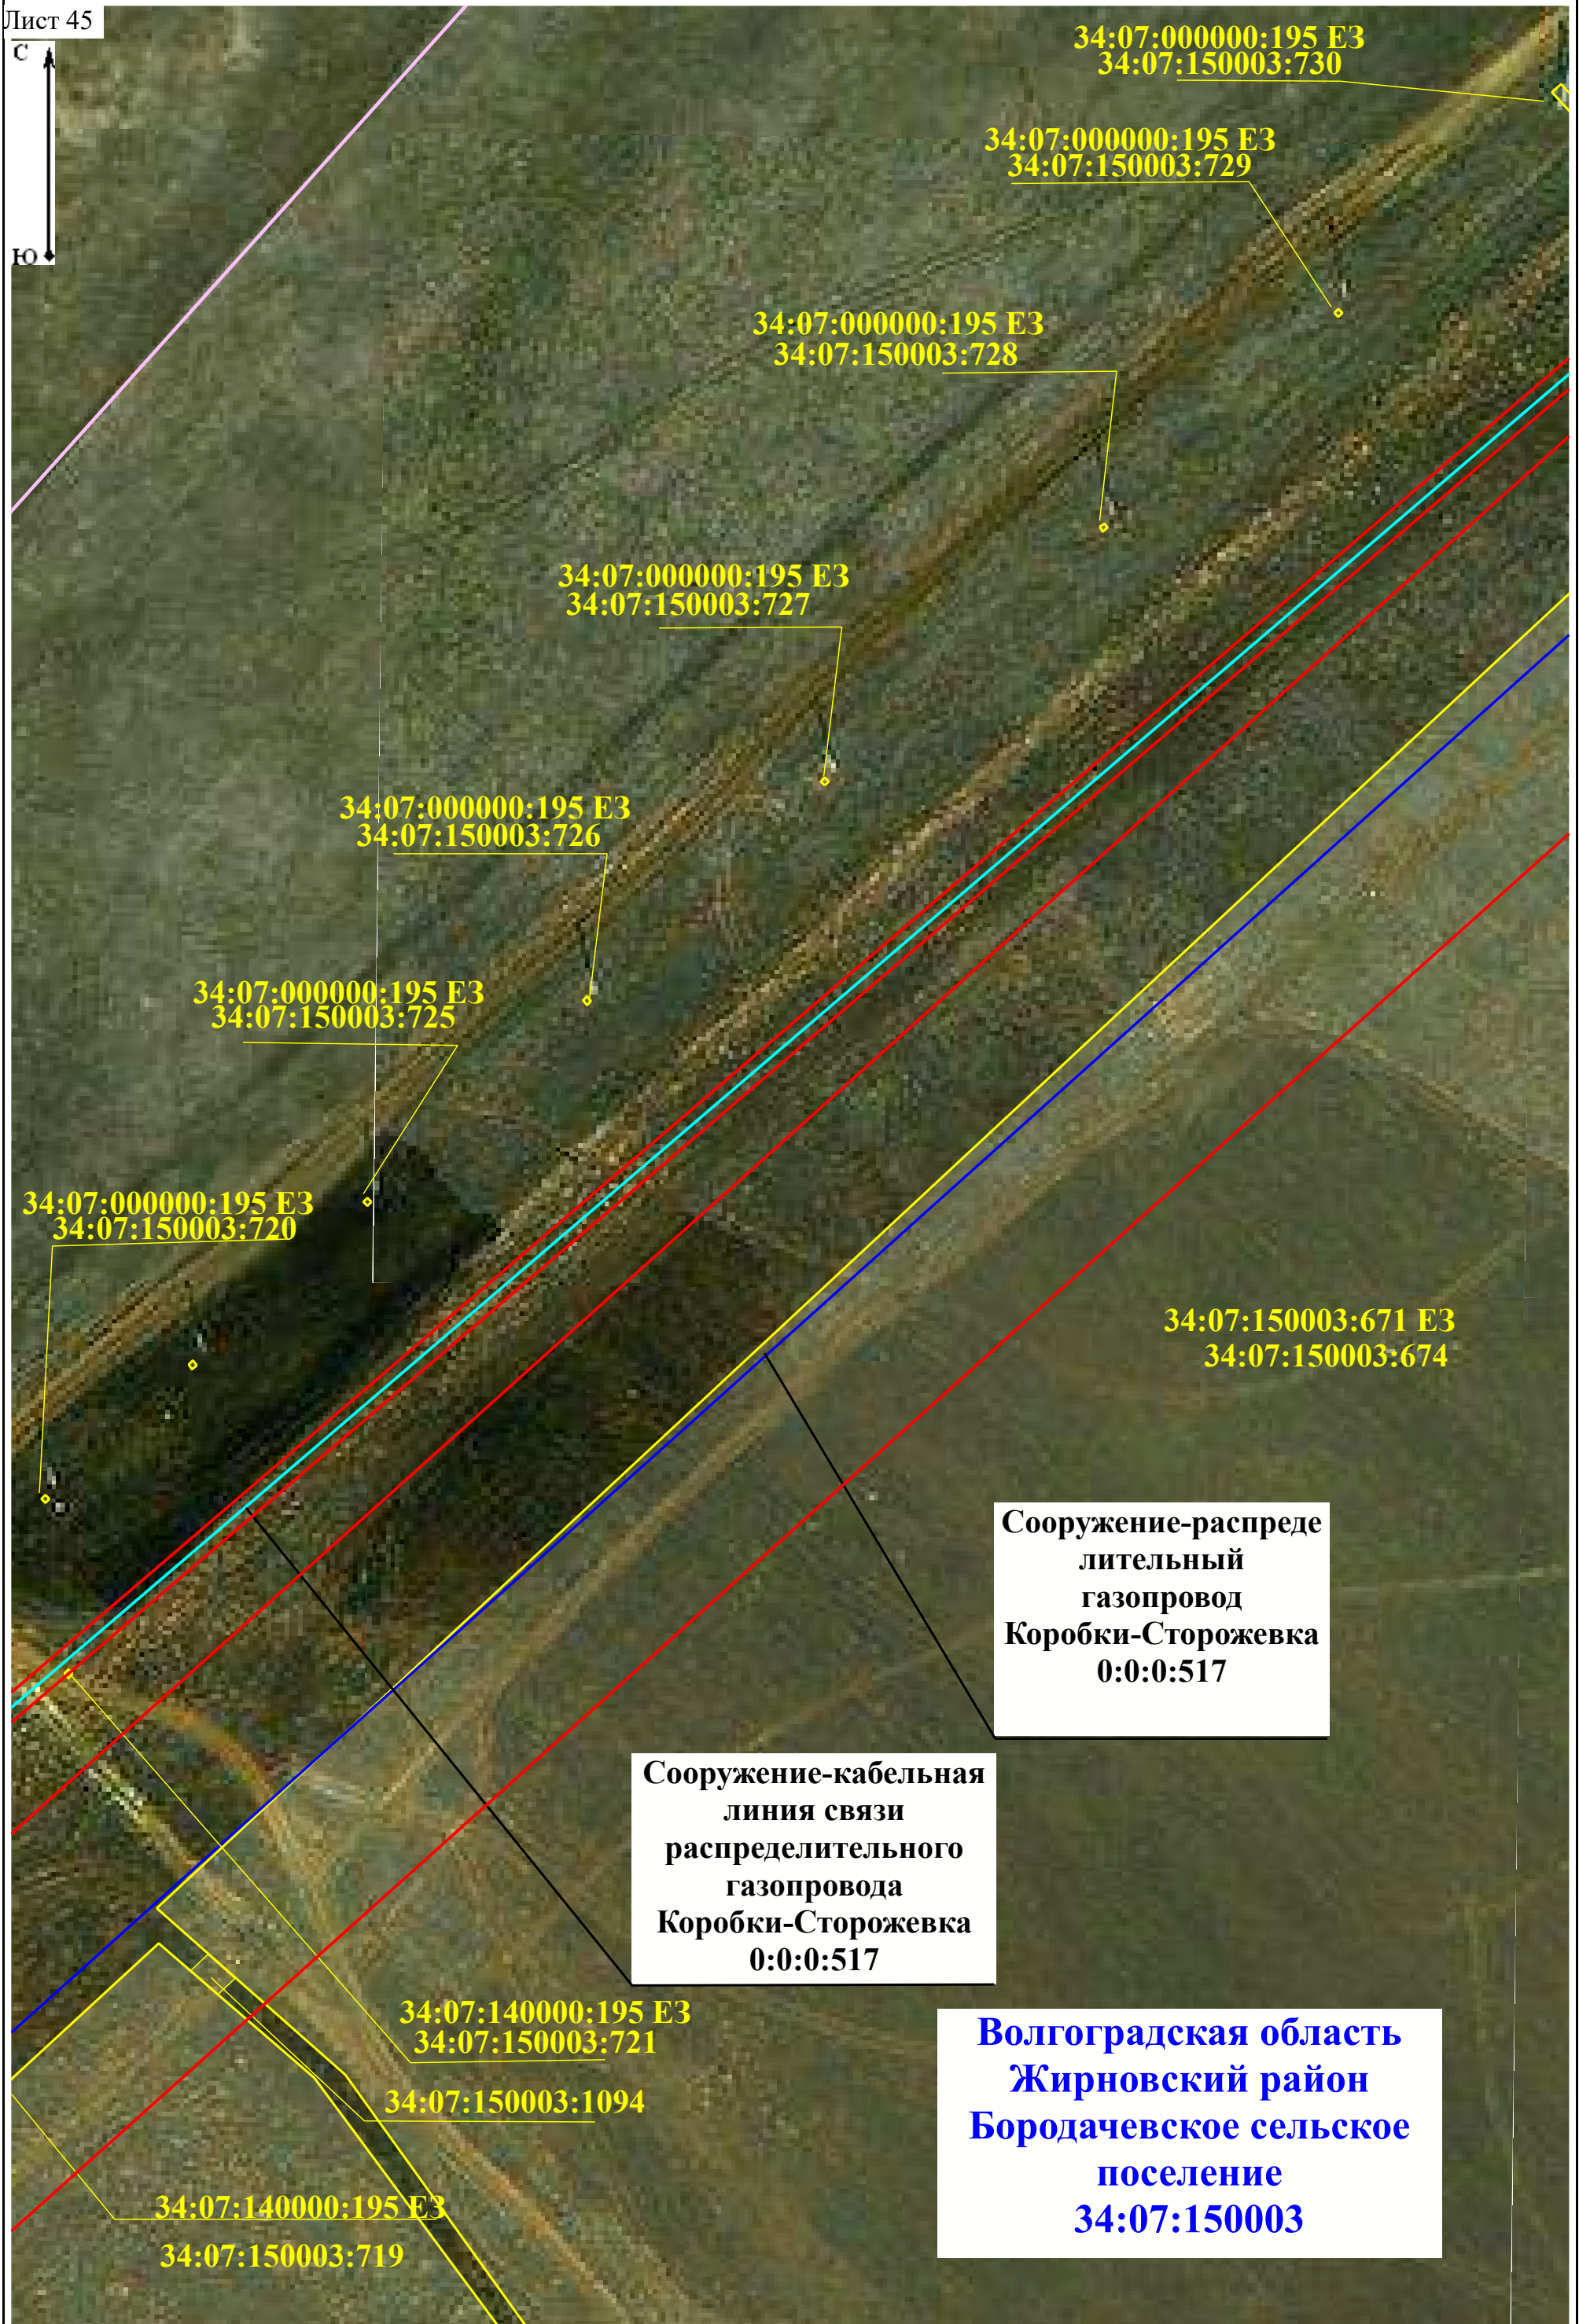 Лист 45
С
Ю
34:07:000000:195 ЕЗ
34:07:150003:730
34:07:000000:195 ЕЗ
34:07:150003:729
34:07:000000:195 ЕЗ
34:07:150003:728
34:07:000000:195 ЕЗ
34:07:150003:727
34:07:000000:195 ЕЗ
34:07:150003:726
34:07:000000:195 ЕЗ
34:07:150003:725
34:07:000000:195 ЕЗ
34:07:150003:720
34:07:150003:671 ЕЗ
34:07:150003:674
Сооружение-распреде
лительный
газопровод
Коробки-Сторожевка
0:0:0:517
Сооружение-кабельная
линия связи
распределительного
газопровода
Коробки-Сторожевка
0:0:0:517
34:07:140000:195 ЕЗ
34:07:150003:721
34:07:150003:1094
34:07:140000:195 ЕЗ
34:07:150003:719
Волгоградская область
Жирновский район
Бородачевское сельское
поселение
34:07:150003